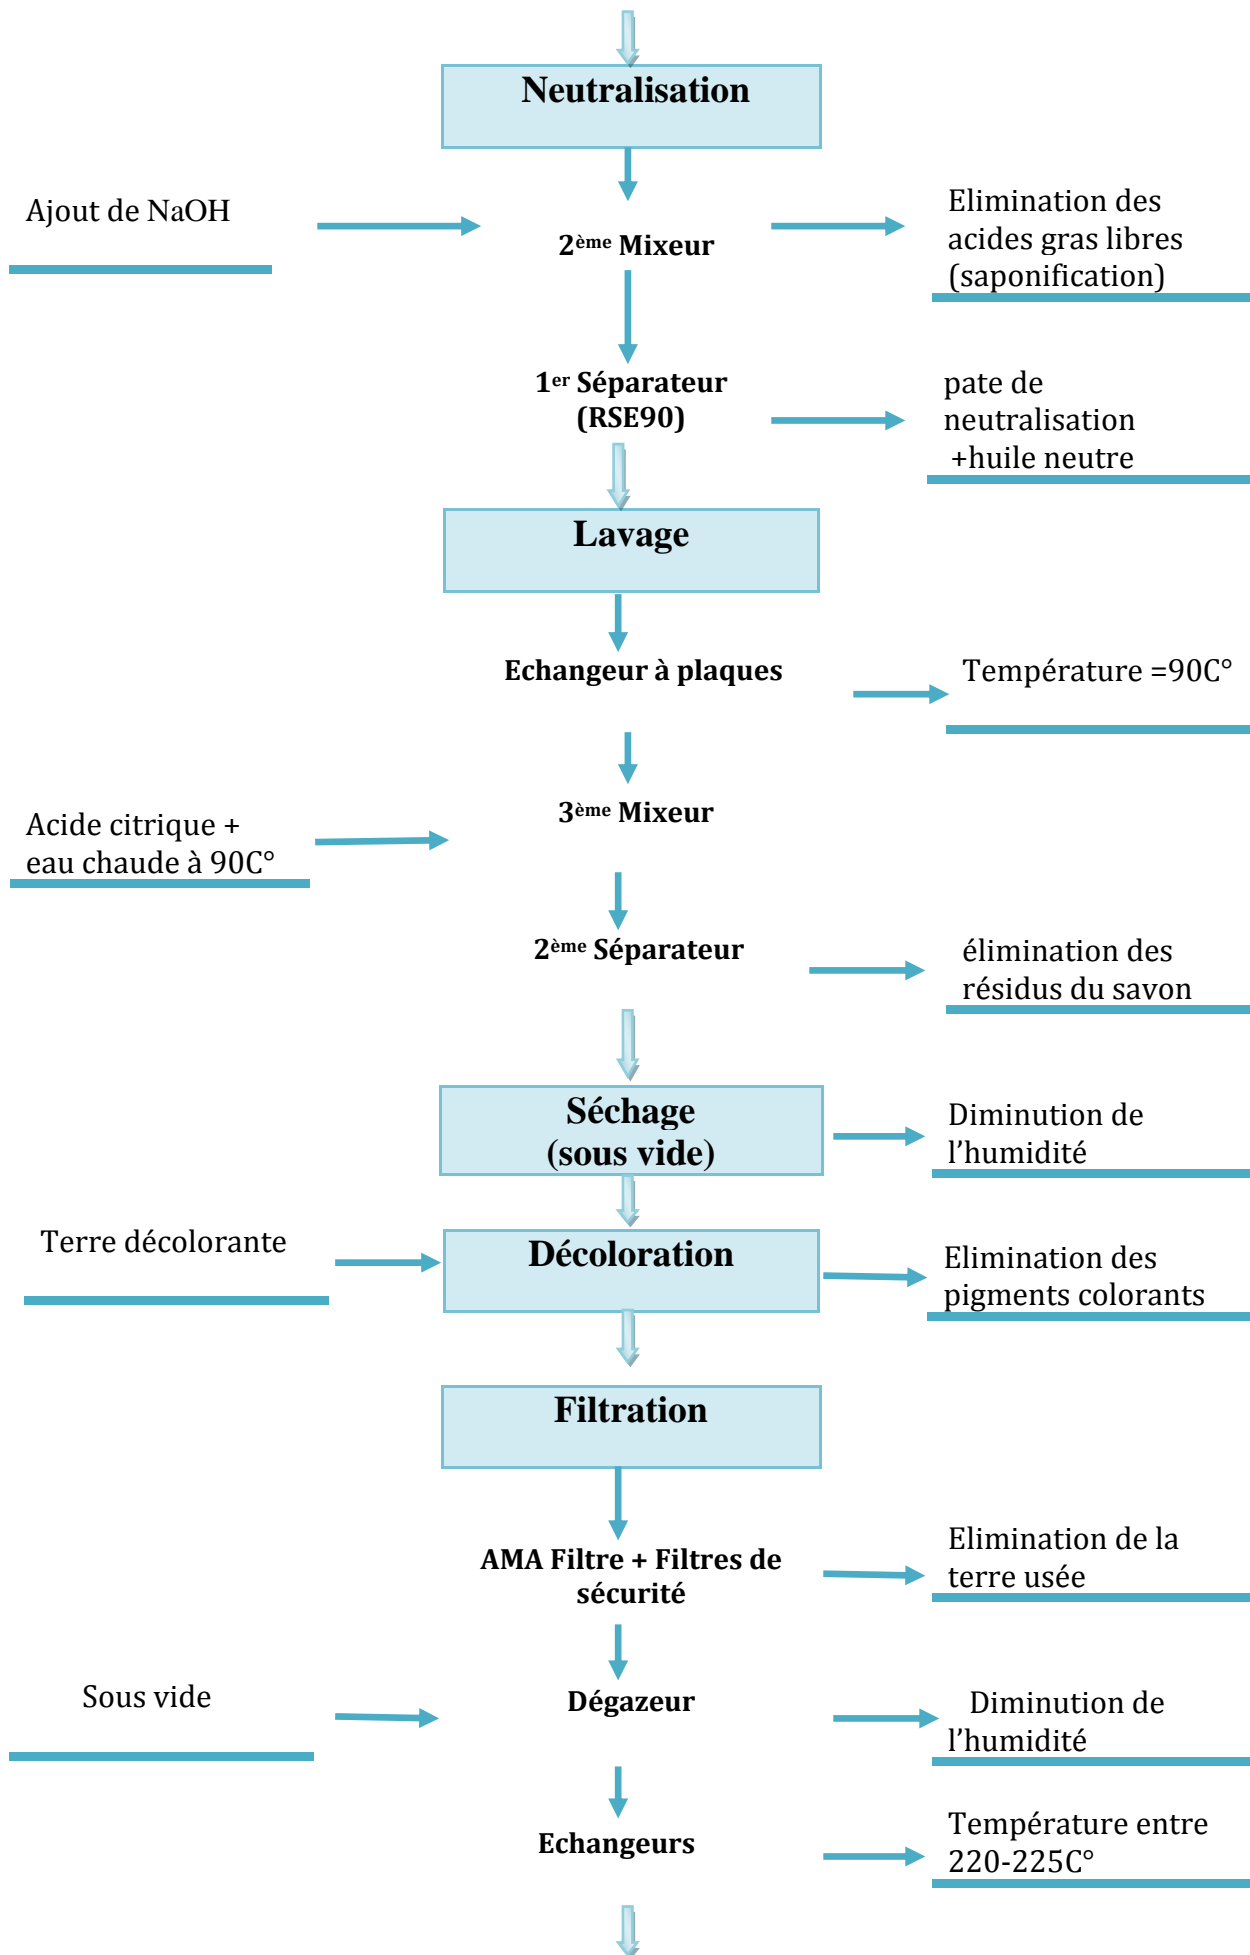 Neutralisation
Ajout de NaOH
2ème Mixeur
Elimination des
acides gras libres
(saponification)
1er Séparateur
(RSE90)
pate de
neutralisation
+huile neutre
Lavage
Echangeur à plaques
Température =90C°
3ème Mixeur
Acide citrique +
eau chaude à 90C°
2ème Séparateur
élimination des
résidus du savon
Séchage
(sous vide)
Diminution de
l’humidité
Terre décolorante
Décoloration
Elimination des
pigments colorants
Filtration
AMA Filtre + Filtres de
sécurité
Elimination de la
terre usée
Sous vide
Dégazeur
Diminution de
l’humidité
Echangeurs
Température entre
220-225C°